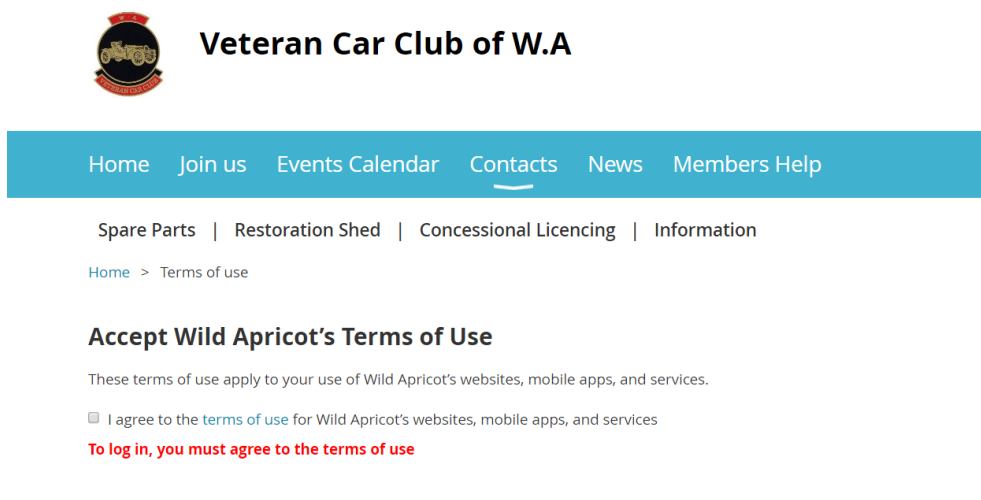 W · A
VETERAN CAR CLUB
Veteran Car Club of W.A
Home Join us Events Calendar Contacts News Members Help
Spare Parts | Restoration Shed | Concessional Licencing | Information
Home > Terms of use
Accept Wild Apricot's Terms of Use
These terms of use apply to your use of Wild Apricot's websites, mobile apps, and services.
I agree to the terms of use for Wild Apricot's websites, mobile apps, and services
To log in, you must agree to the terms of use